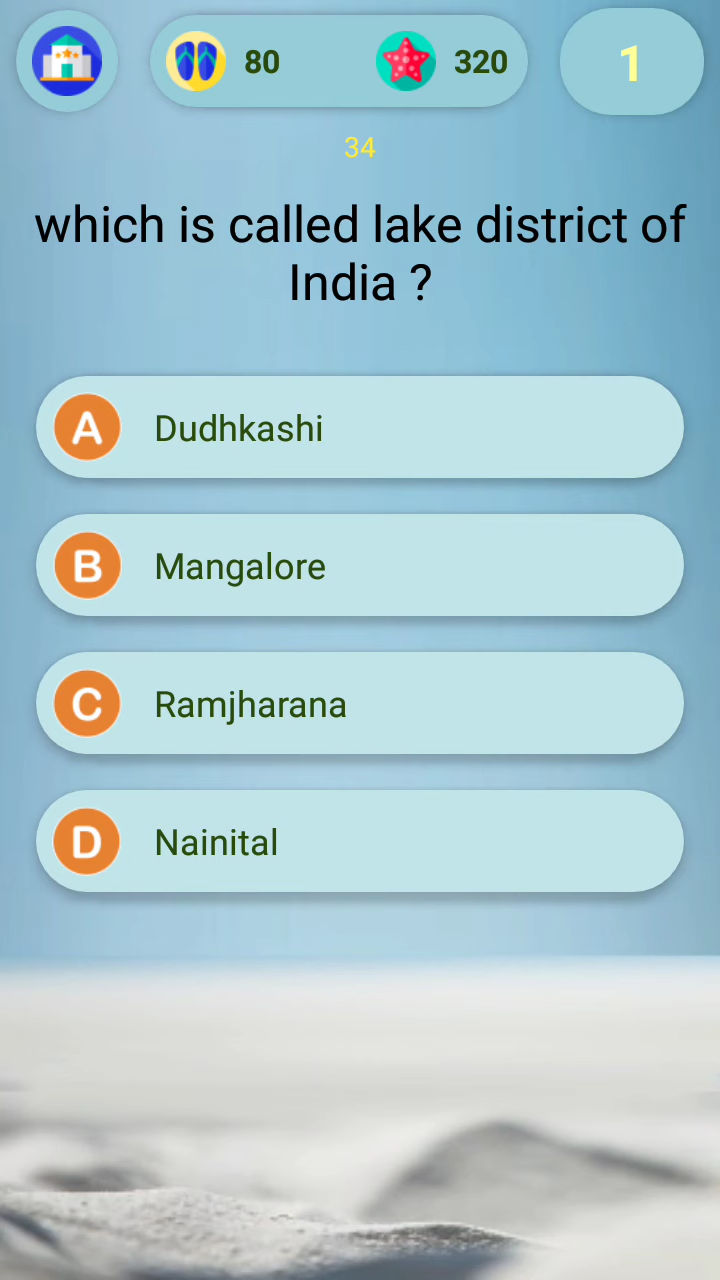 80
320
1
34
which is called lake district of
India ?
A Dudhkashi
B Mangalore
C Ramjharana
D Nainital